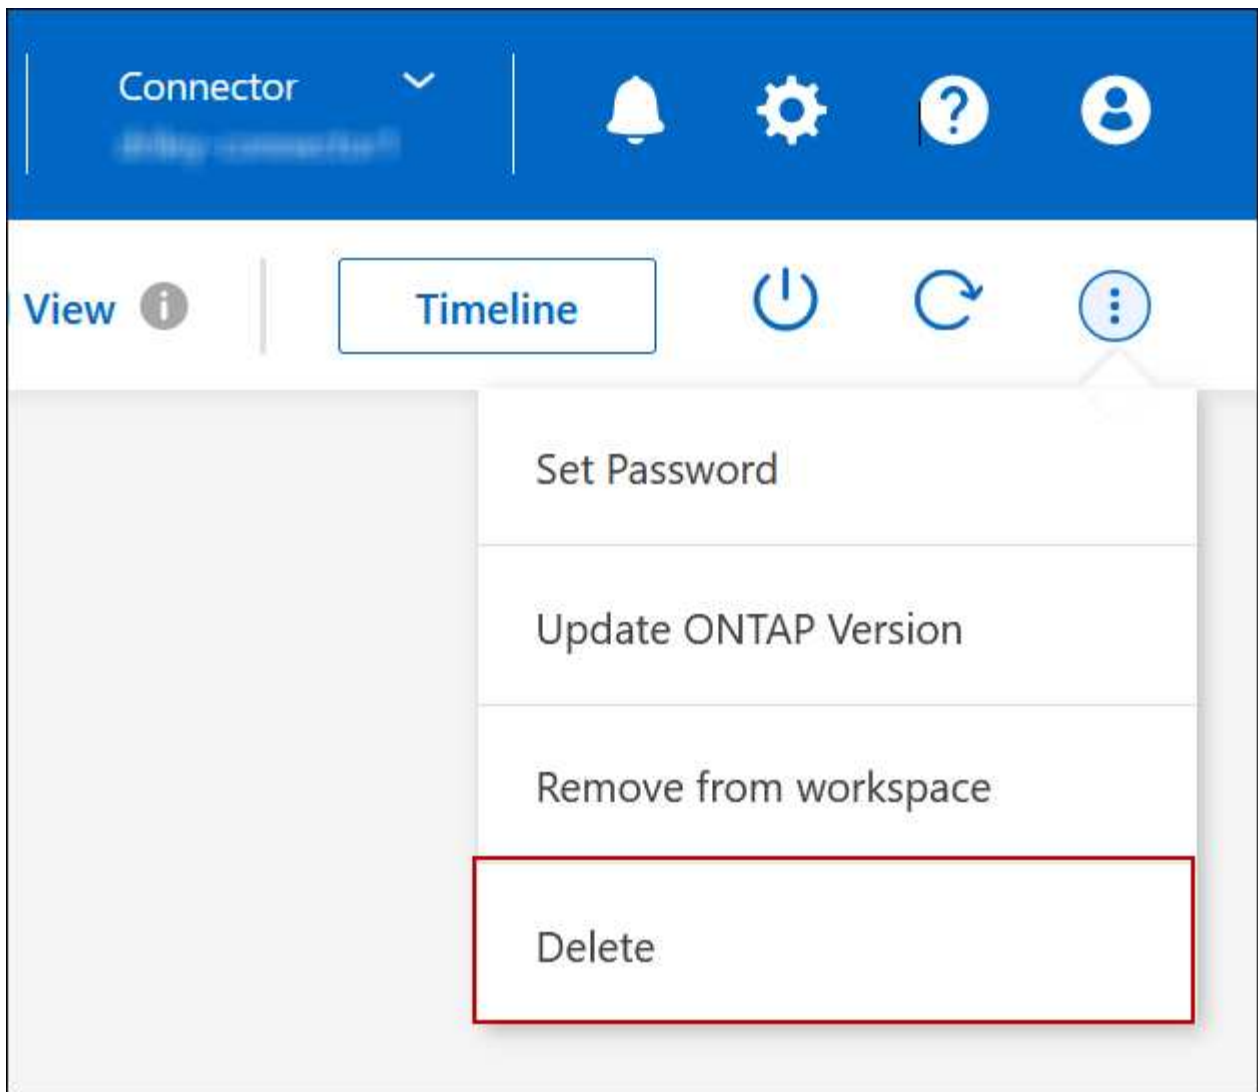 Connector
View
Timeline
Set Password
Update ONTAP Version
Remove from workspace
Delete